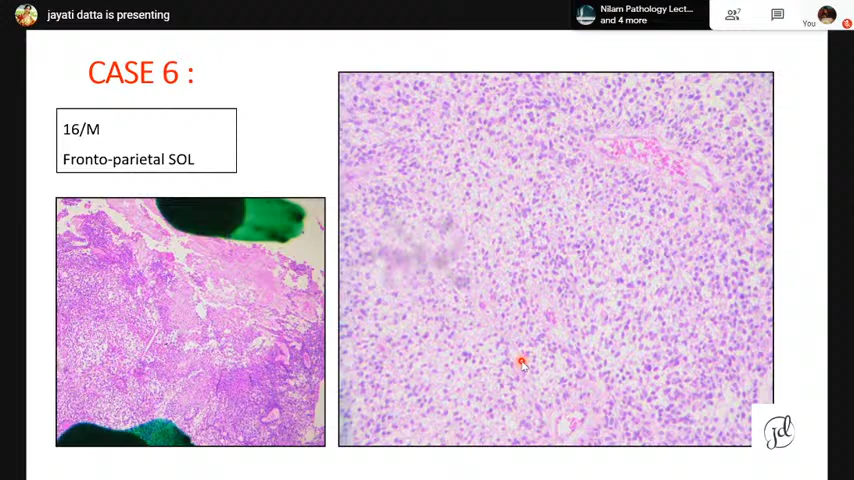 jayati datta is presenting
Nilam Pathology Lect...
and 4 more
7
You
CASE 6 :
16/M
Fronto-parietal SOL
jd